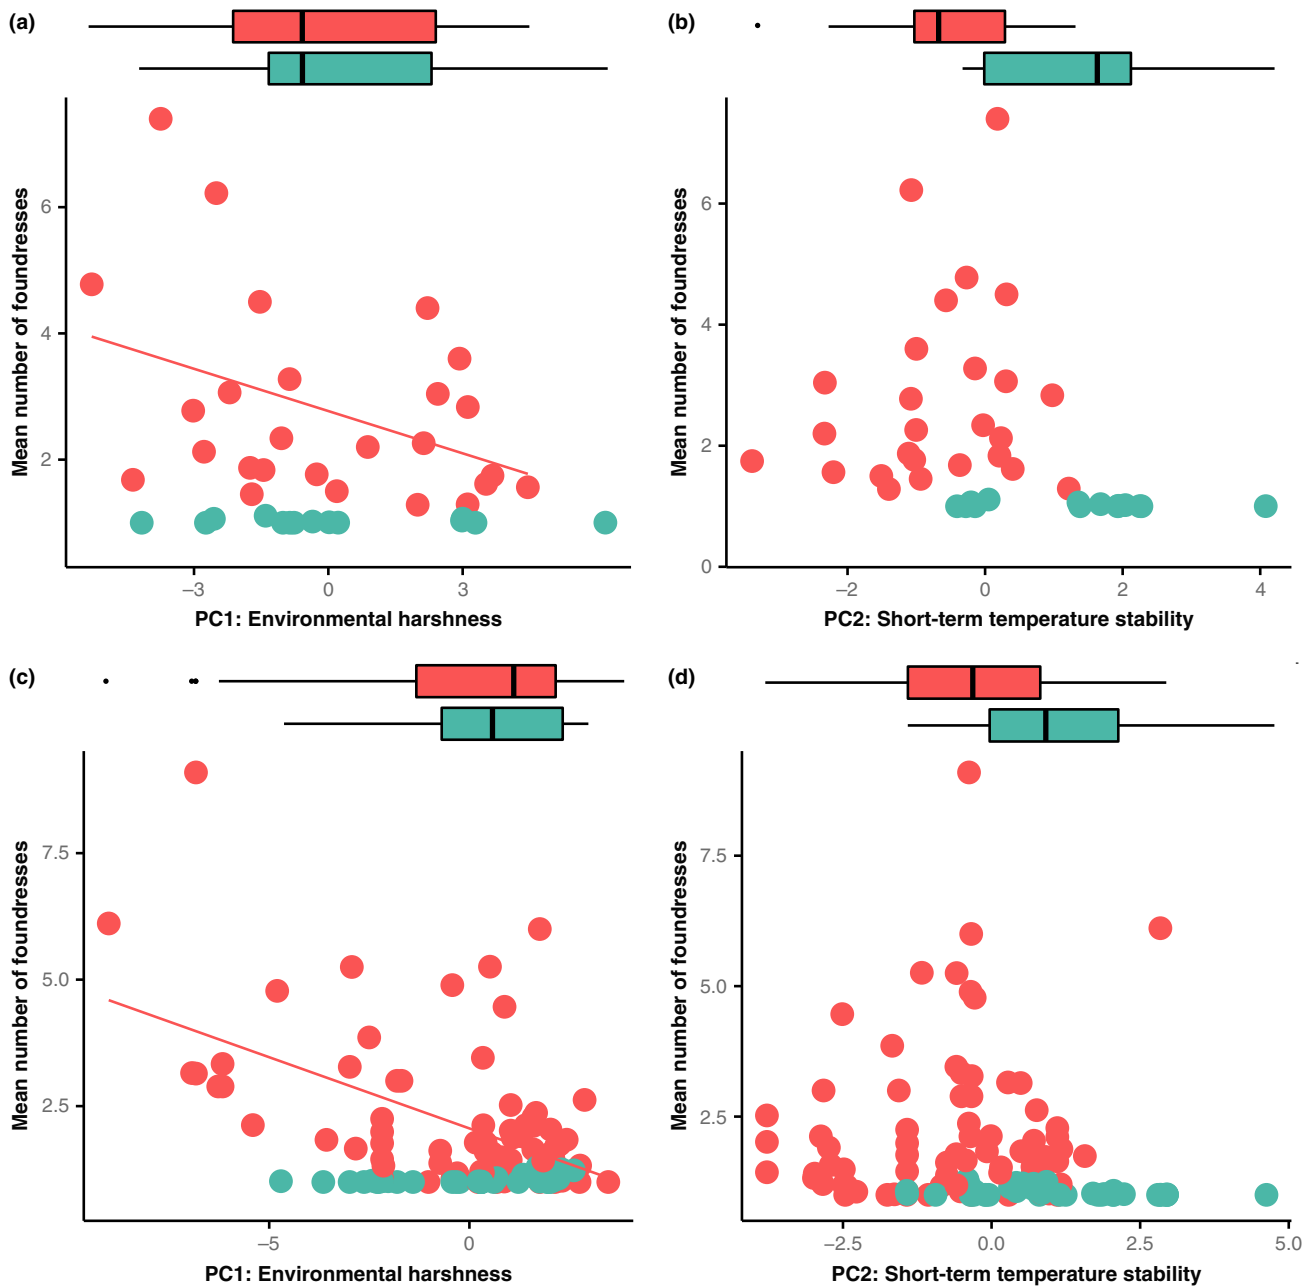 (a)
Mean number of foundresses
6
4
2
−3
0
3
PC1: Environmental harshness
(b)
Mean number of foundresses
6
4
2
0
−2
0
2
4
PC2: Short-term temperature stability
(c)
Mean number of foundresses
7.5
5.0
2.5
−5
0
PC1: Environmental harshness
(d)
Mean number of foundresses
7.5
5.0
2.5
−2.5
0.0
2.5
5.0
PC2: Short-term temperature stability